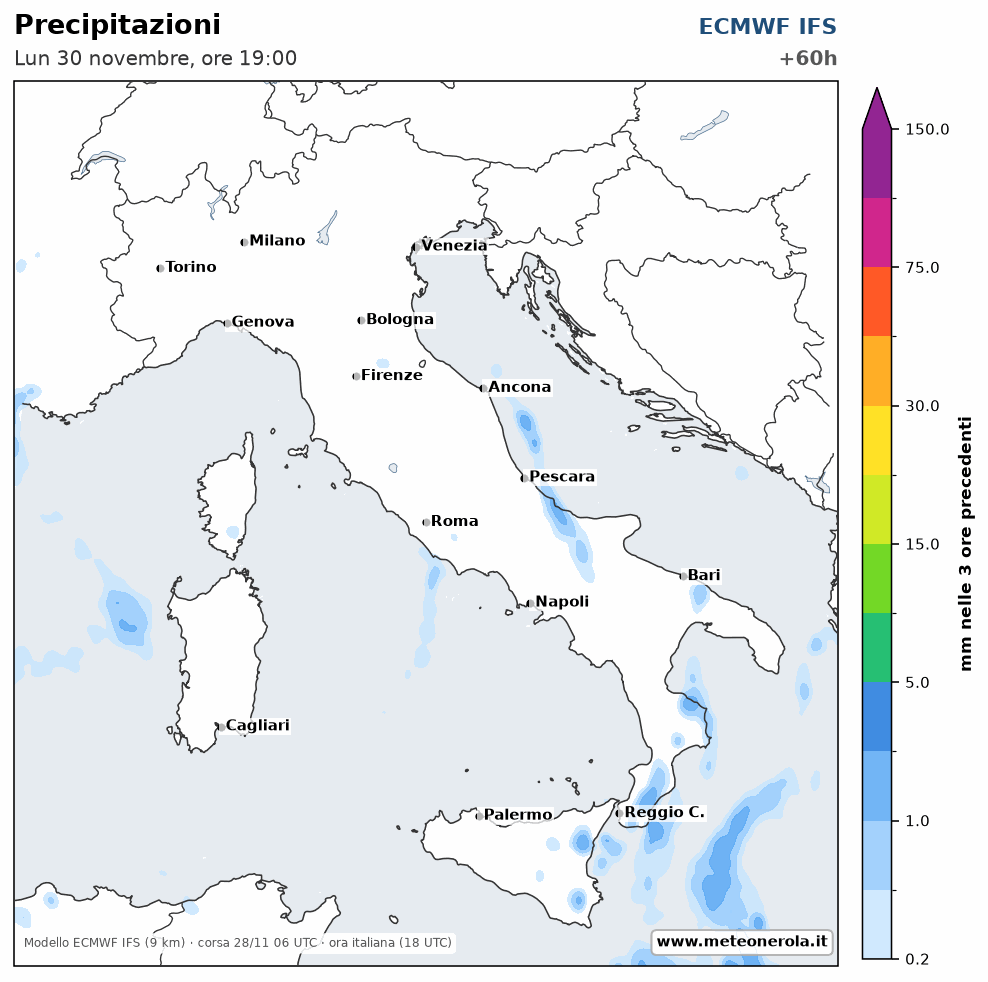 Precipitazioni
ECMWF IFS
Lun 30 novembre, ore 19:00
+60h
150.0
75.0
30.0
15.0
5.0
1.0
0.2
mm nelle 3 ore precedenti
Milano
Venezia
Torino
Genova
Bologna
Firenze
Ancona
Pescara
Roma
Bari
Napoli
Cagliari
Palermo
Reggio C.
Modello ECMWF IFS (9 km) · corsa 28/11 06 UTC · ora italiana (18 UTC)
www.meteonerola.it